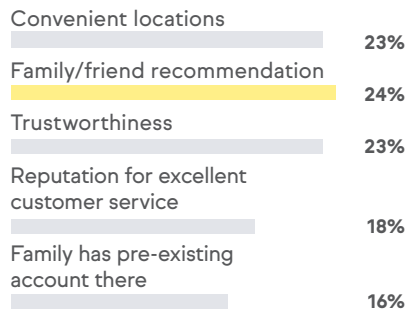 Convenient locations
23%
Family/friend recommendation
24%
Trustworthiness
23%
Reputation for excellent
customer service
18%
Family has pre-existing
account there
16%